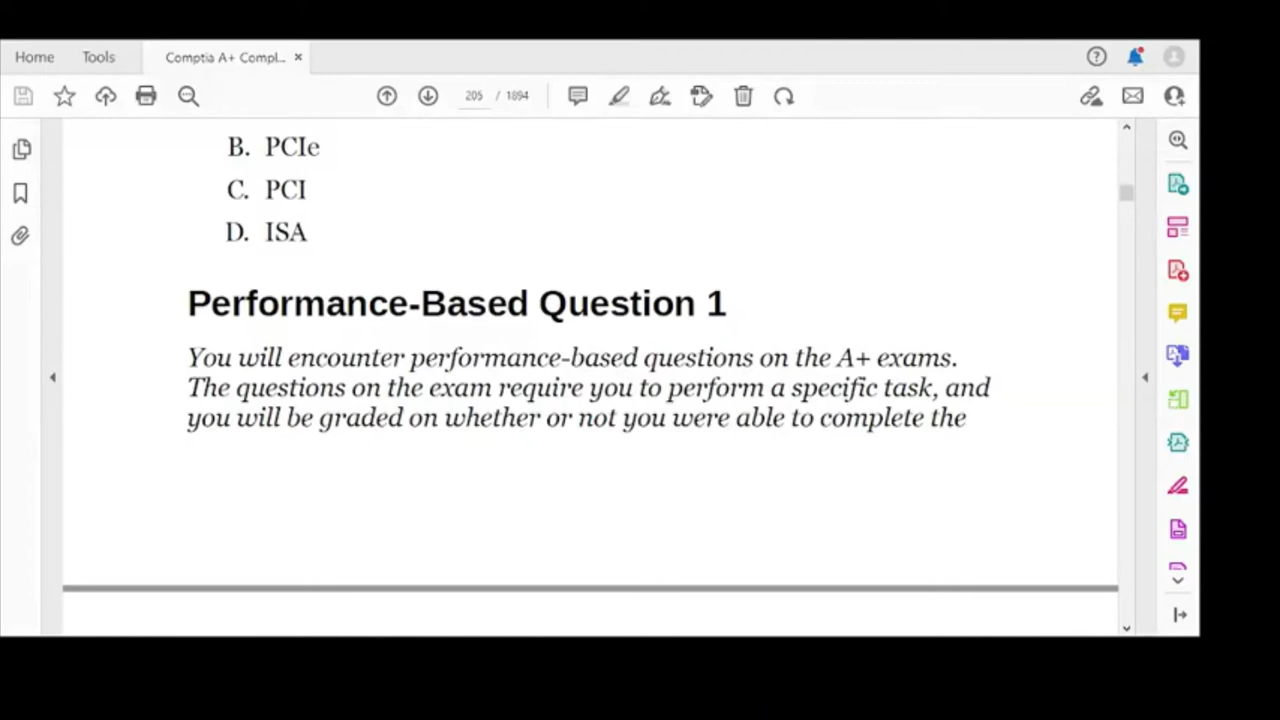 Home Tools Comptia A+ Compl...
205 / 1894
B. PCIe
C. PCI
D. ISA
Performance-Based Question 1
You will encounter performance-based questions on the A+ exams.
The questions on the exam require you to perform a specific task, and
you will be graded on whether or not you were able to complete the